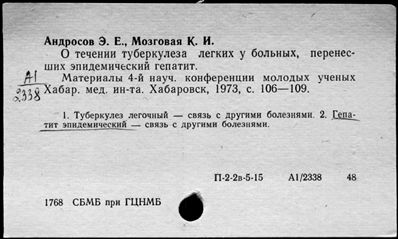 Андросов Э. Е., Мозговая К. И.
О течении туберкулеза легких у больных, перенес-
ших эпидемический гепатит.
А1
2338
Материалы 4-й науч. конференции молодых ученых
Хабар. мед. ин-та. Хабаровск, 1973, с. 106—109.
1. Туберкулез легочный — связь с другими болезнями. 2. Гепа-
тит эпидемический — связь с другими болезнями.
П-2-2в-5-15 А1/2338 48
1768 СБМБ при ГЦНМБ